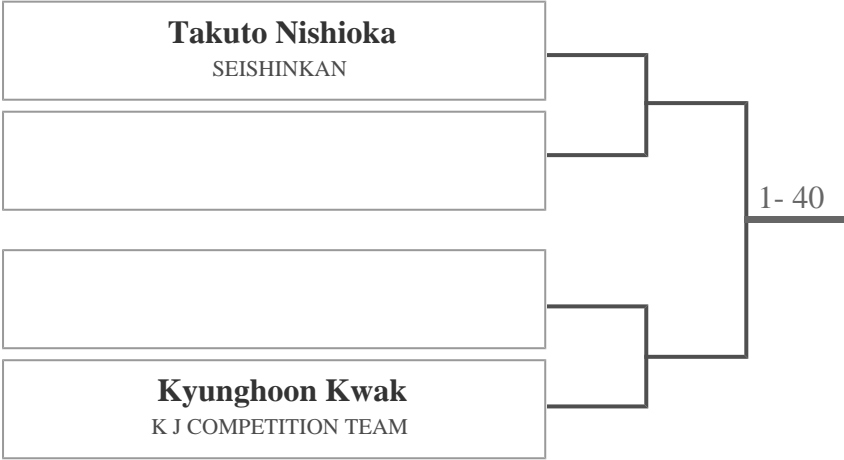 Takuto Nishioka
SEISHINKAN
1- 40
Kyunghoon Kwak
K J COMPETITION TEAM